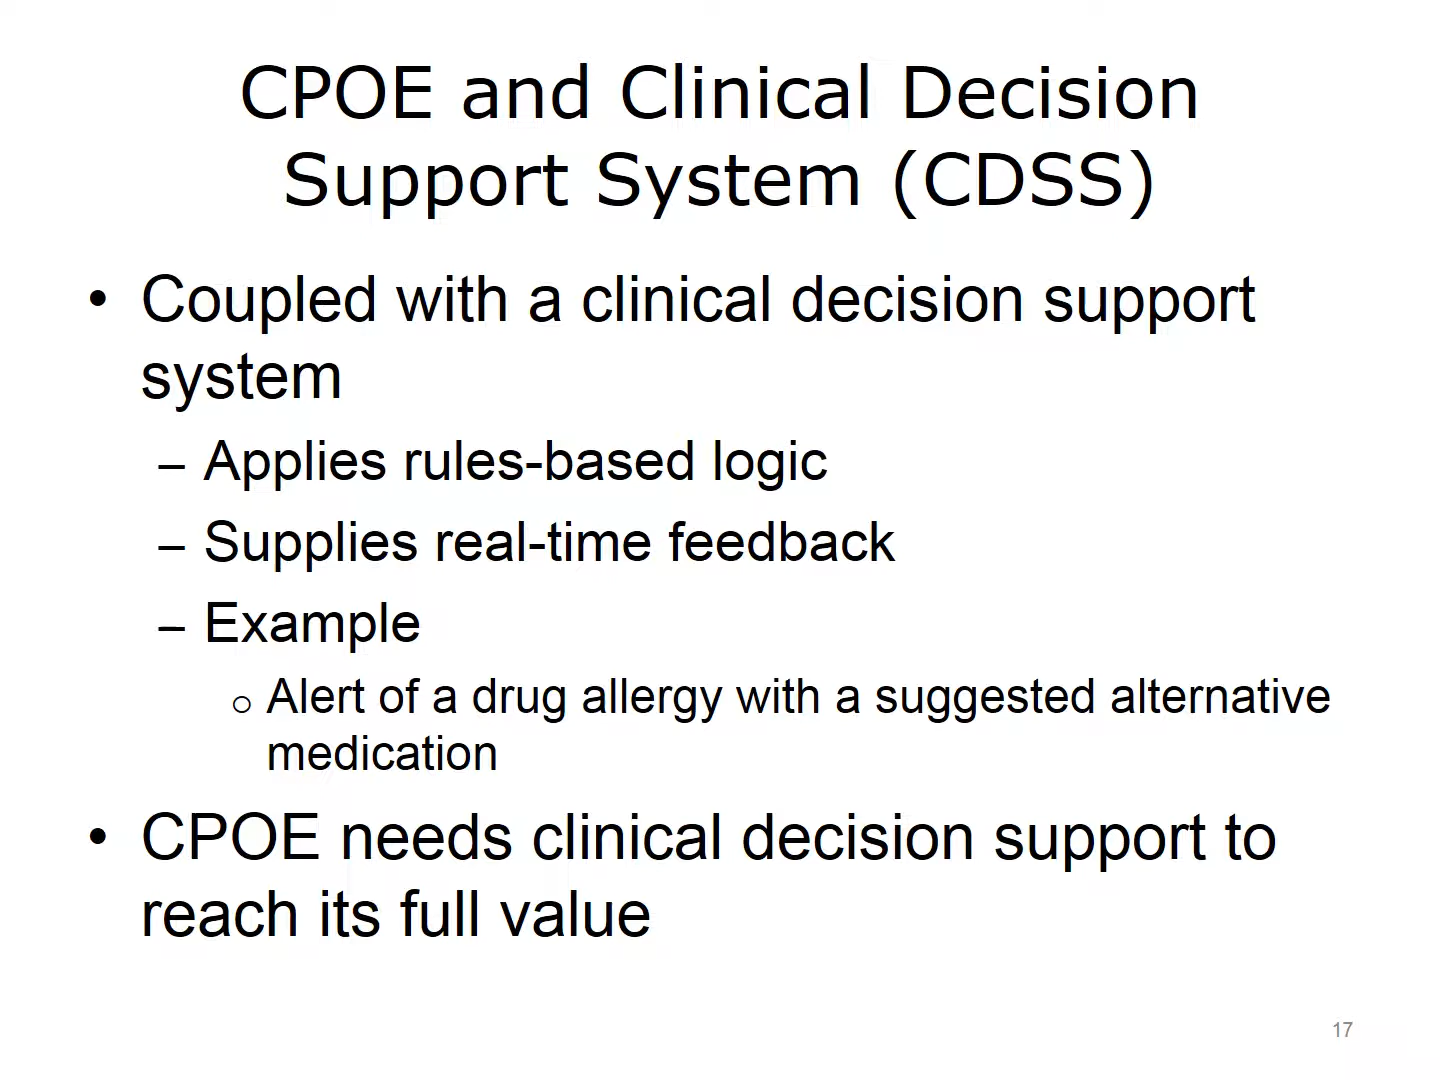 CPOE and Clinical Decision
Support System (CDSS)
• Coupled with a clinical decision support
system
– Applies rules-based logic
– Supplies real-time feedback
– Example
○ Alert of a drug allergy with a suggested alternative
medication
• CPOE needs clinical decision support to
reach its full value
17